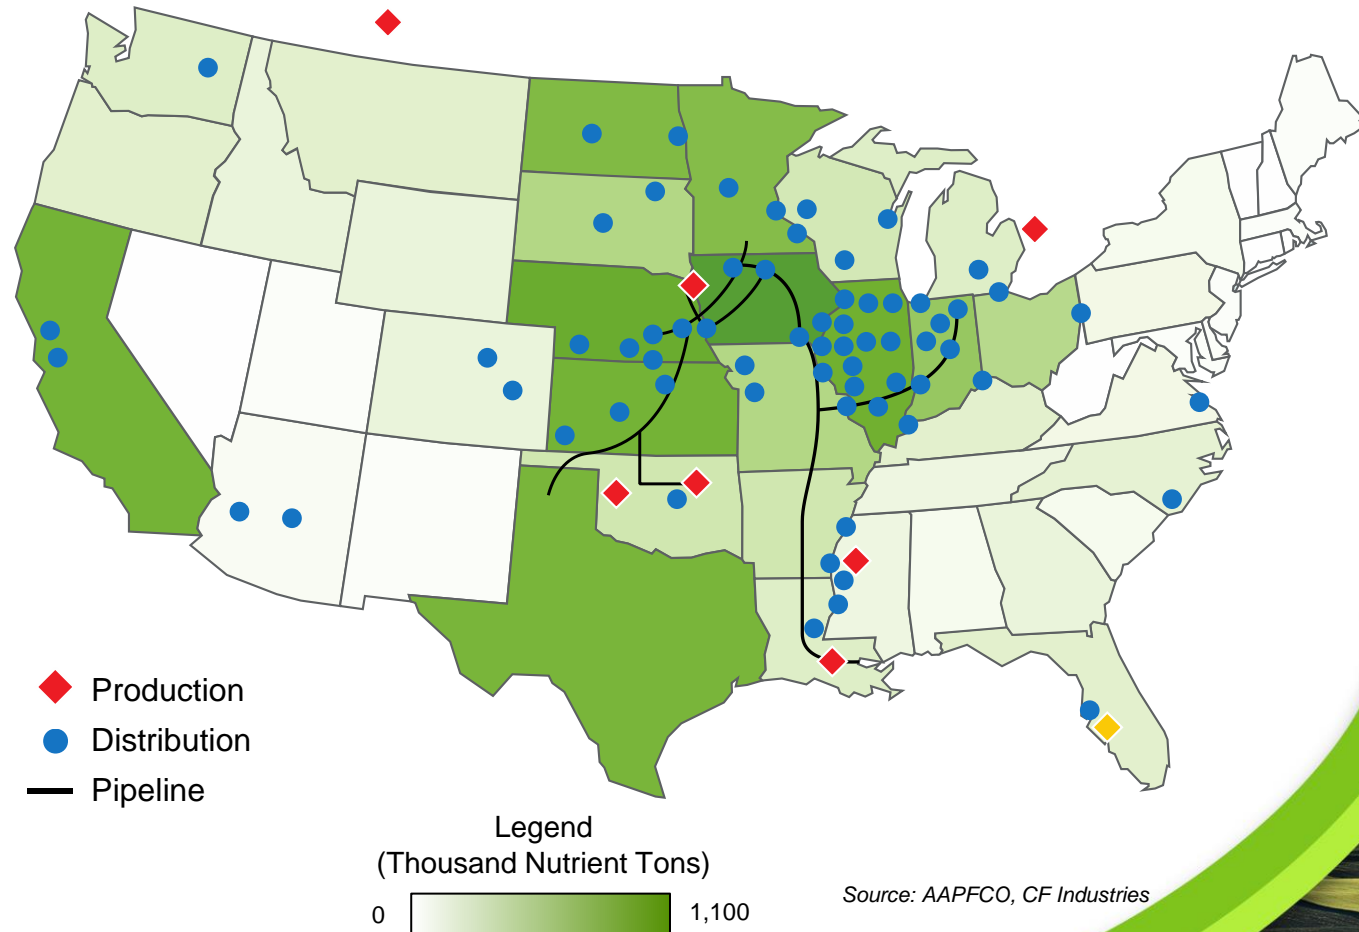 Production
Distribution
Pipeline
Legend
(Thousand Nutrient Tons)
0
1,100
Source: AAPFCO, CF Industries